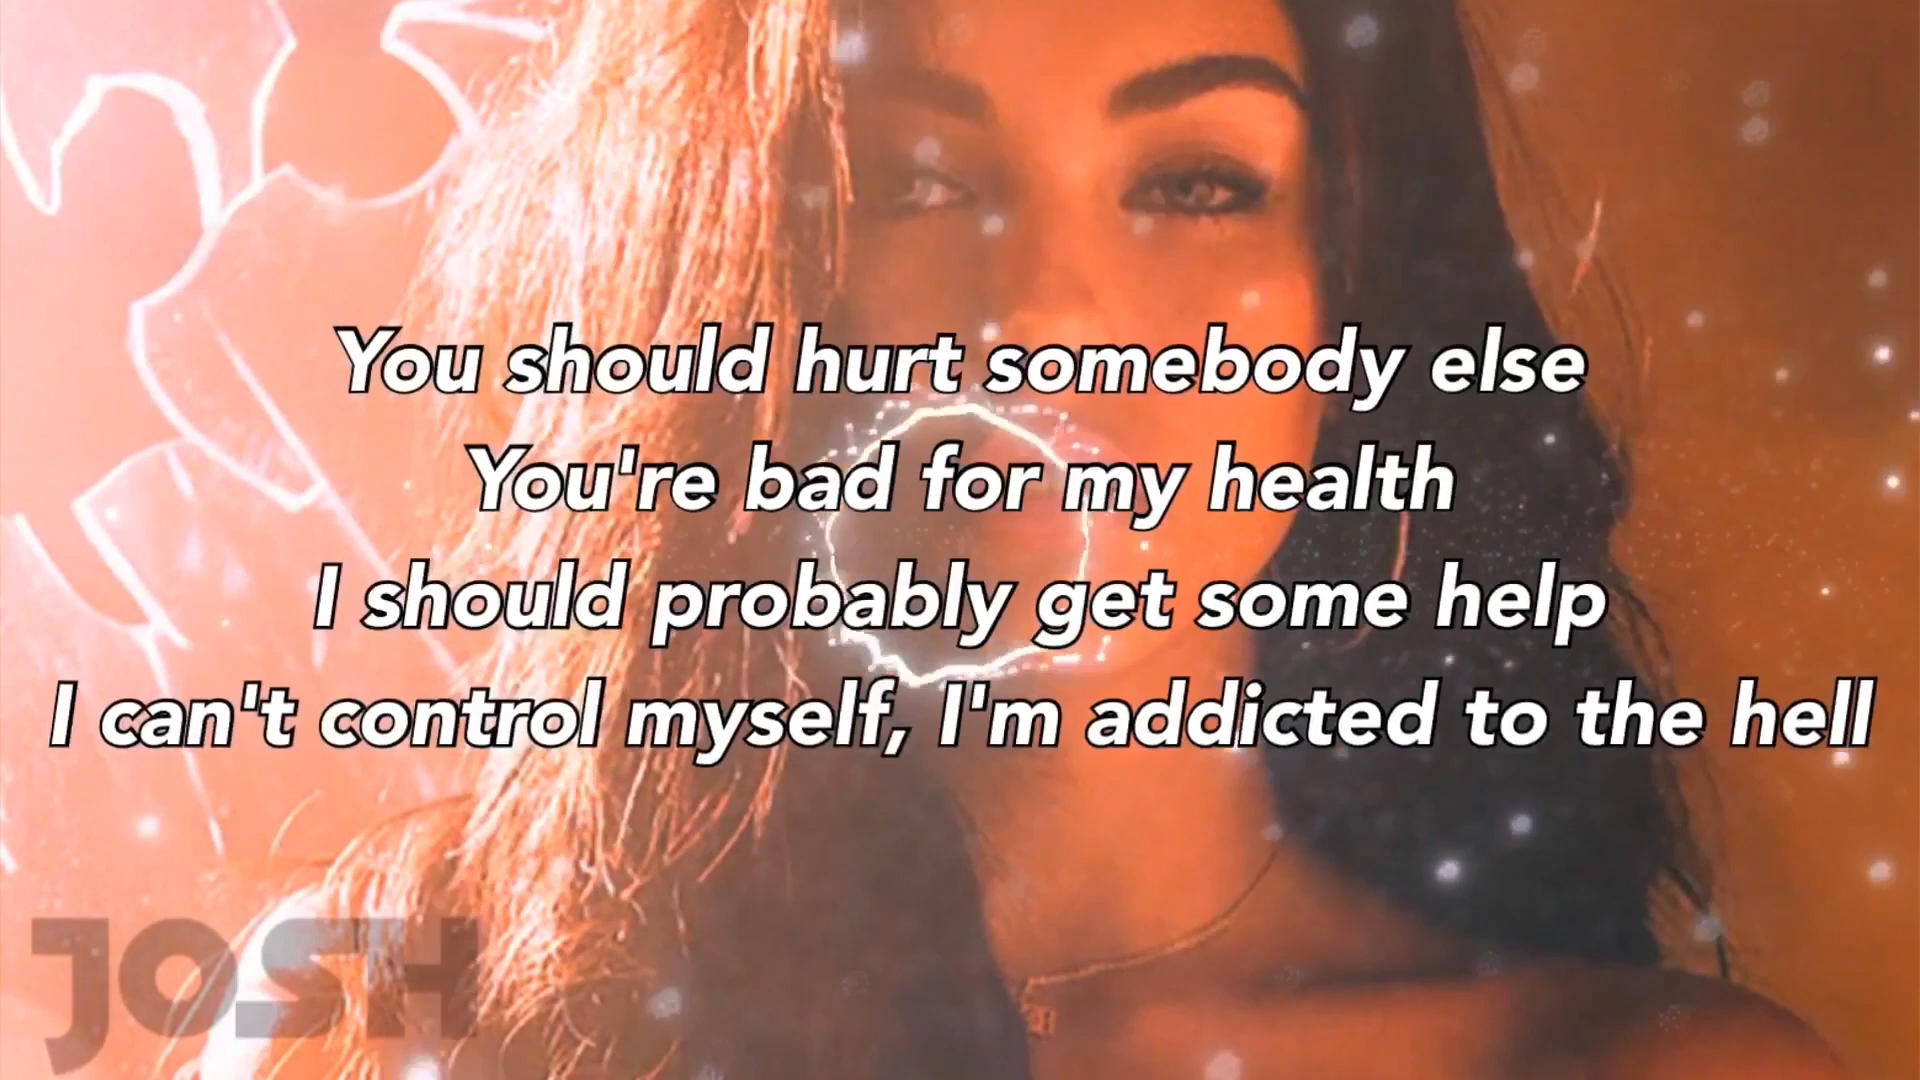 You should hurt somebody else
You're bad for my health
I should probably get some help
I can't control myself, I'm addicted to the hell
JOSH